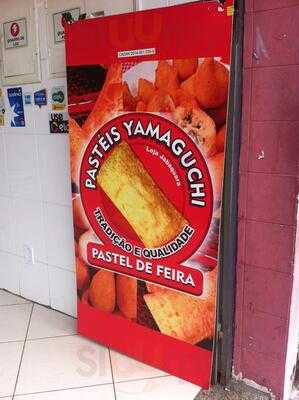 PASTÉIS YAMAGUCHI
Loja Jabaquara
TRADIÇÃO E QUALIDADE
PASTEL DE FEIRA